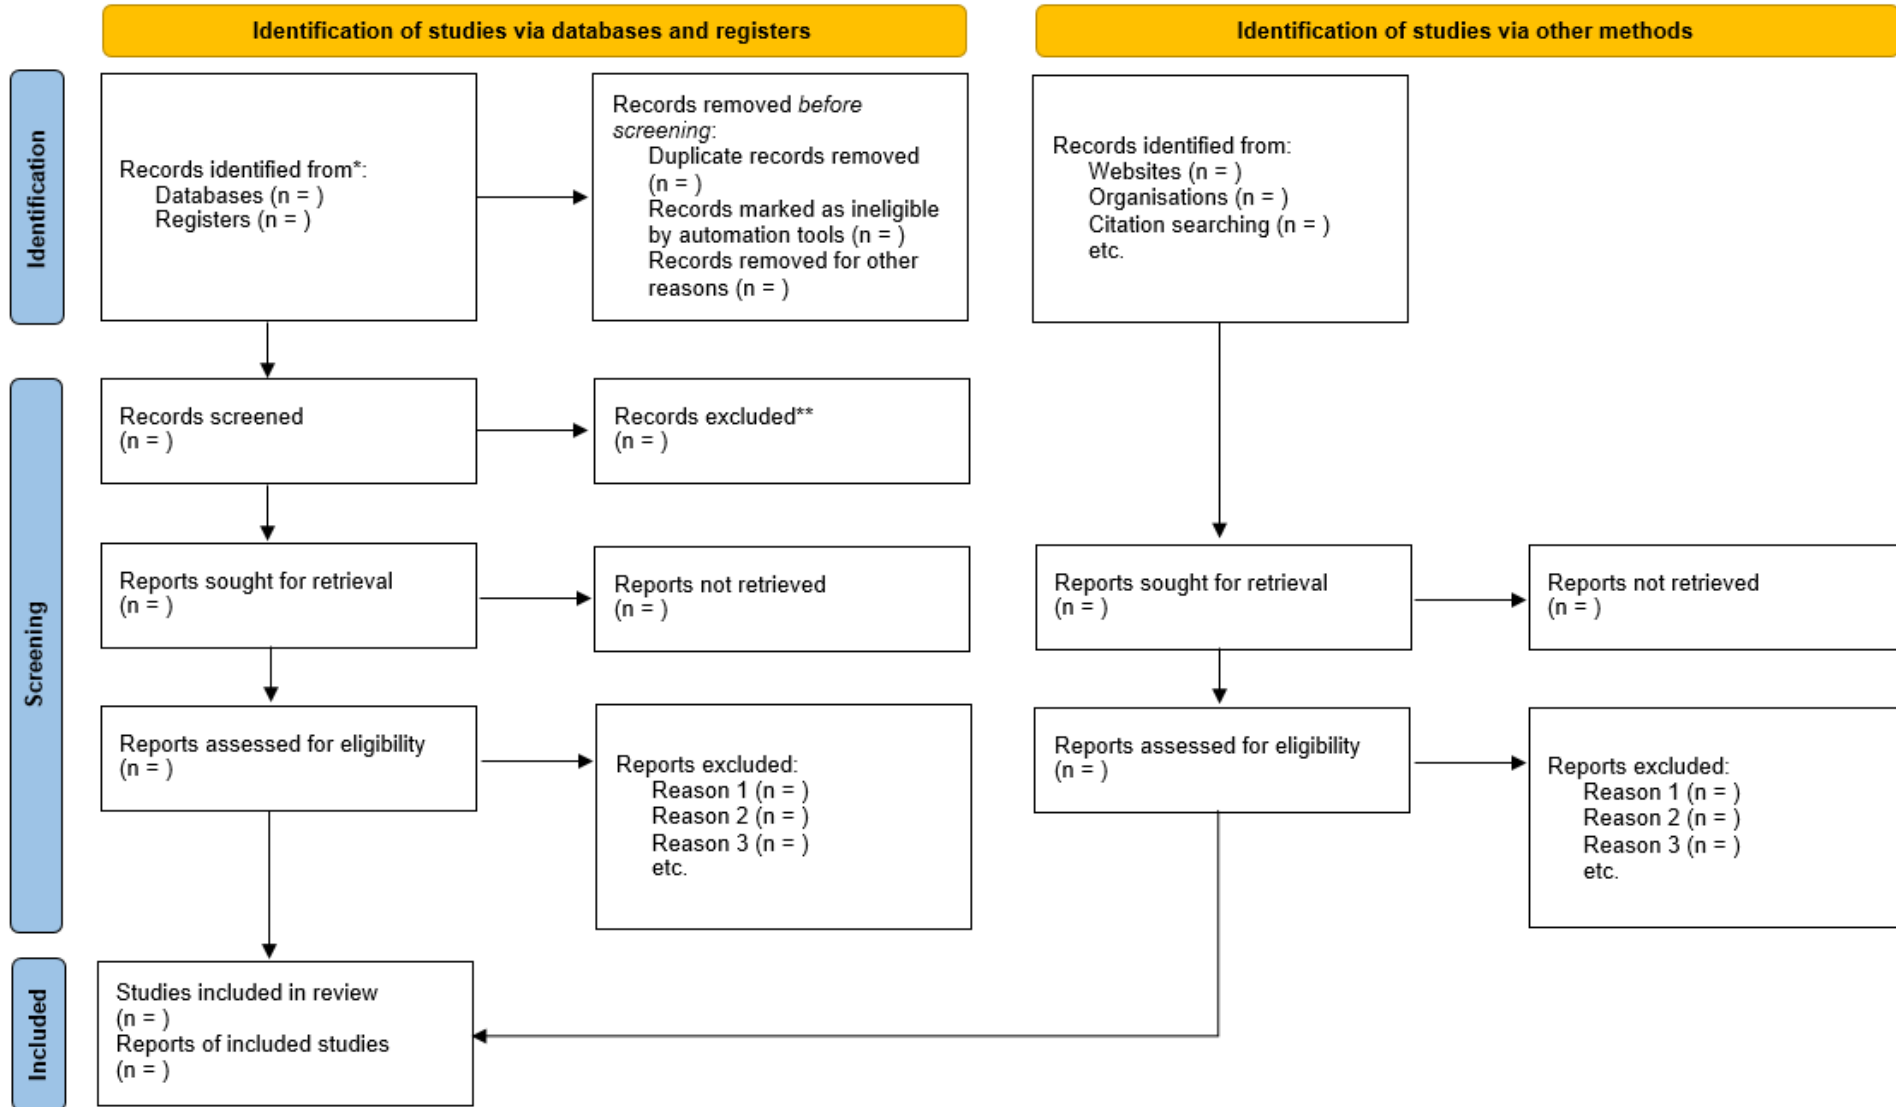 Identification of studies via databases and registers
Identification of studies via other methods
Identification
Records identified from*:
Databases (n = )
Registers (n = )
Records removed before
screening:
Duplicate records removed
(n = )
Records marked as ineligible
by automation tools (n = )
Records removed for other
reasons (n = )
Records identified from:
Websites (n = )
Organisations (n = )
Citation searching (n = )
etc.
Screening
Records screened
(n = )
Records excluded**
(n = )
Reports sought for retrieval
(n = )
Reports not retrieved
(n = )
Reports sought for retrieval
(n = )
Reports not retrieved
(n = )
Reports assessed for eligibility
(n = )
Reports excluded:
Reason 1 (n = )
Reason 2 (n = )
Reason 3 (n = )
etc.
Reports assessed for eligibility
(n = )
Reports excluded:
Reason 1 (n = )
Reason 2 (n = )
Reason 3 (n = )
etc.
Included
Studies included in review
(n = )
Reports of included studies
(n = )